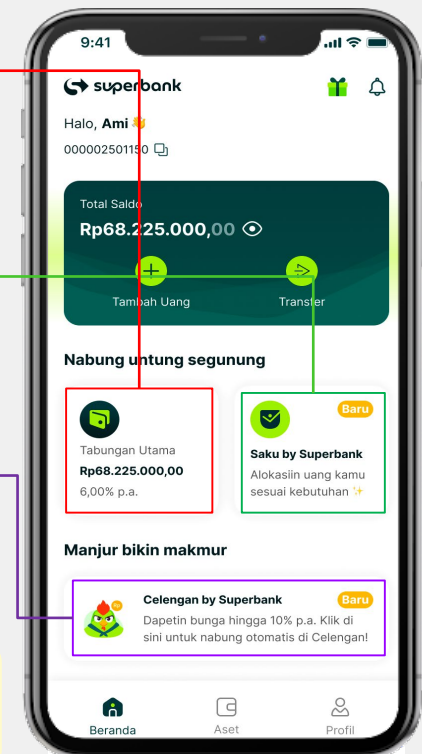 9:41
superbank
Halo, Ami 👋
000002501150
Total Saldo
Rp68.225.000,00
Tambah Uang
Transfer
Nabung untung segunung
Tabungan Utama
Rp68.225.000,00
6,00% p.a.
Baru
Saku by Superbank
Alokasiin uang kamu
sesuai kebutuhan ✨
Manjur bikin makmur
Celengan by Superbank
Baru
Dapetin bunga hingga 10% p.a. Klik di
sini untuk nabung otomatis di Celengan!
Rp
Beranda
Aset
Profil